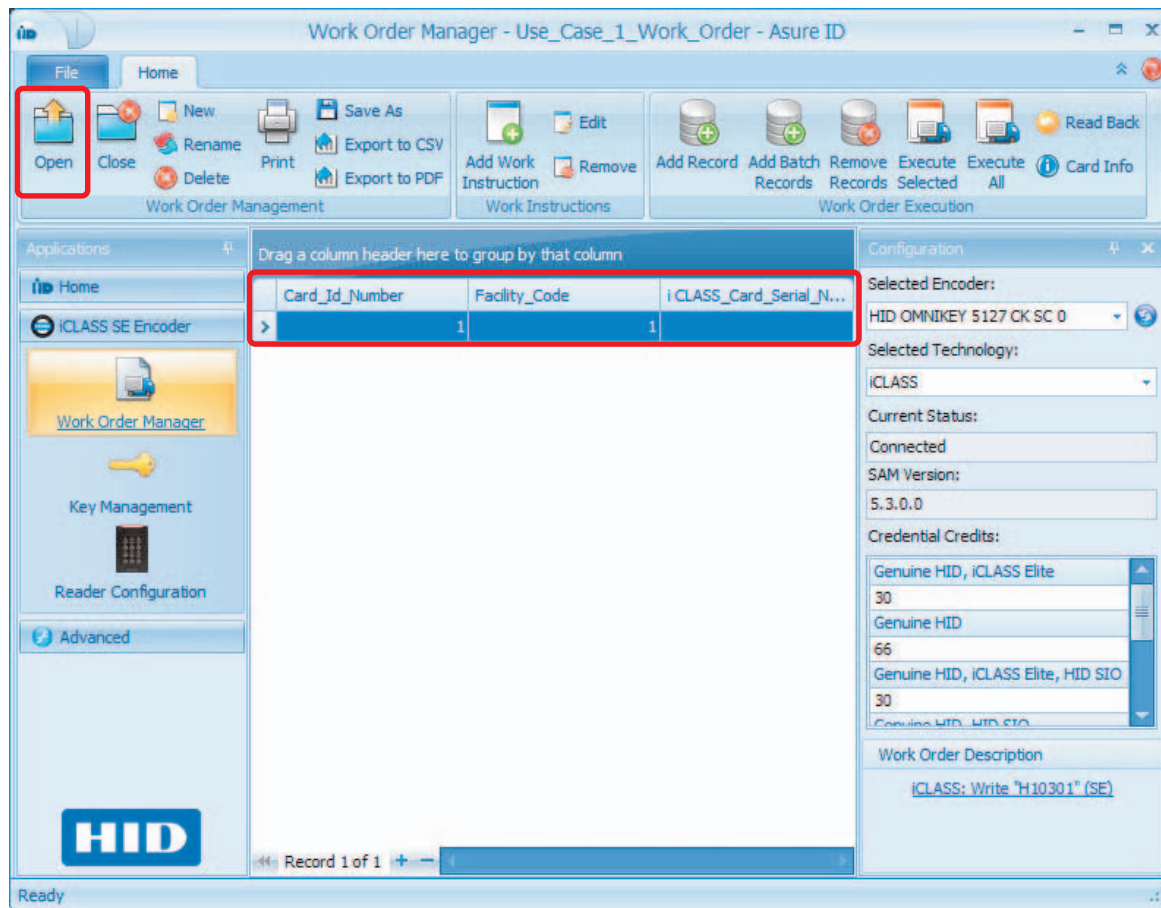 Work Order Manager - Use_Case_1_Work_Order - Asure ID
File Home
Open
Close
New
Rename
Delete
Print
Save As
Export to CSV
Export to PDF
Work Order Management
Add Work
Instruction
Edit
Remove
Work Instructions
Add Record
Add Batch
Records
Remove
Records
Execute
Selected
Execute
All
Read Back
Card Info
Work Order Execution
Applications
HID Home
iCLASS SE Encoder
Work Order Manager
Key Management
Reader Configuration
Advanced
HID
Drag a column header here to group by that column
Card_Id_Number Facility_Code iCLASS_Card_Serial_N...
1 1
Record 1 of 1
Configuration
Selected Encoder:
HID OMNIKEY 5127 CK SC 0
Selected Technology:
iCLASS
Current Status:
Connected
SAM Version:
5.3.0.0
Credential Credits:
Genuine HID, iCLASS Elite
30
Genuine HID
66
Genuine HID, iCLASS Elite, HID SIO
30
Genuine HID, HID SIO
Work Order Description
iCLASS: Write "H10301" (SE)
Ready